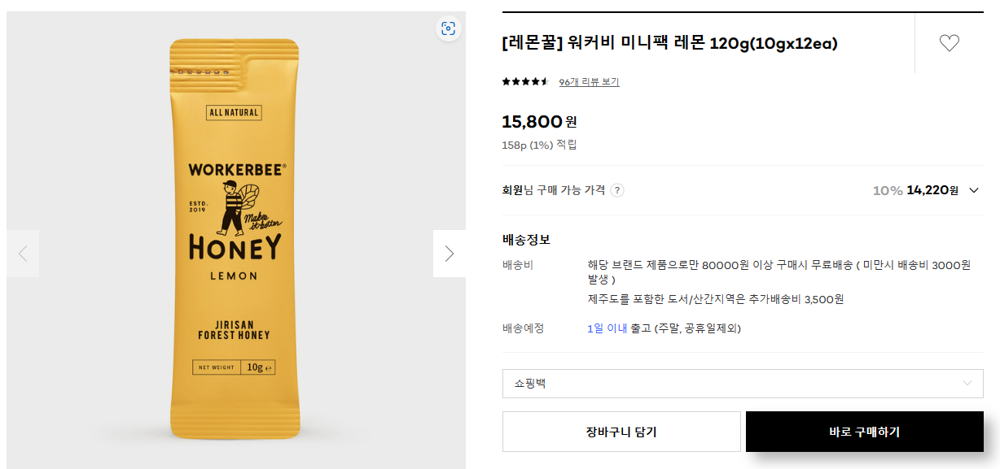 ALL NATURAL
WORKERBEE®
ESTD.
2019
Makes
it better
HONEY
LEMON
JIRISAN
FOREST HONEY
NET WEIGHT 10g ℮
[레몬꿀] 워커비 미니팩 레몬 120g(10gx12ea)
96개 리뷰 보기
15,800원
158p (1%) 적립
회원님 구매 가능 가격 ?
10% 14,220원
배송정보
배송비
해당 브랜드 제품으로만 80000원 이상 구매시 무료배송 ( 미만시 배송비 3000원
발생 )
제주도를 포함한 도서/산간지역은 추가배송비 3,500원
배송예정
1일 이내 출고 (주말, 공휴일제외)
쇼핑백
장바구니 담기
바로 구매하기